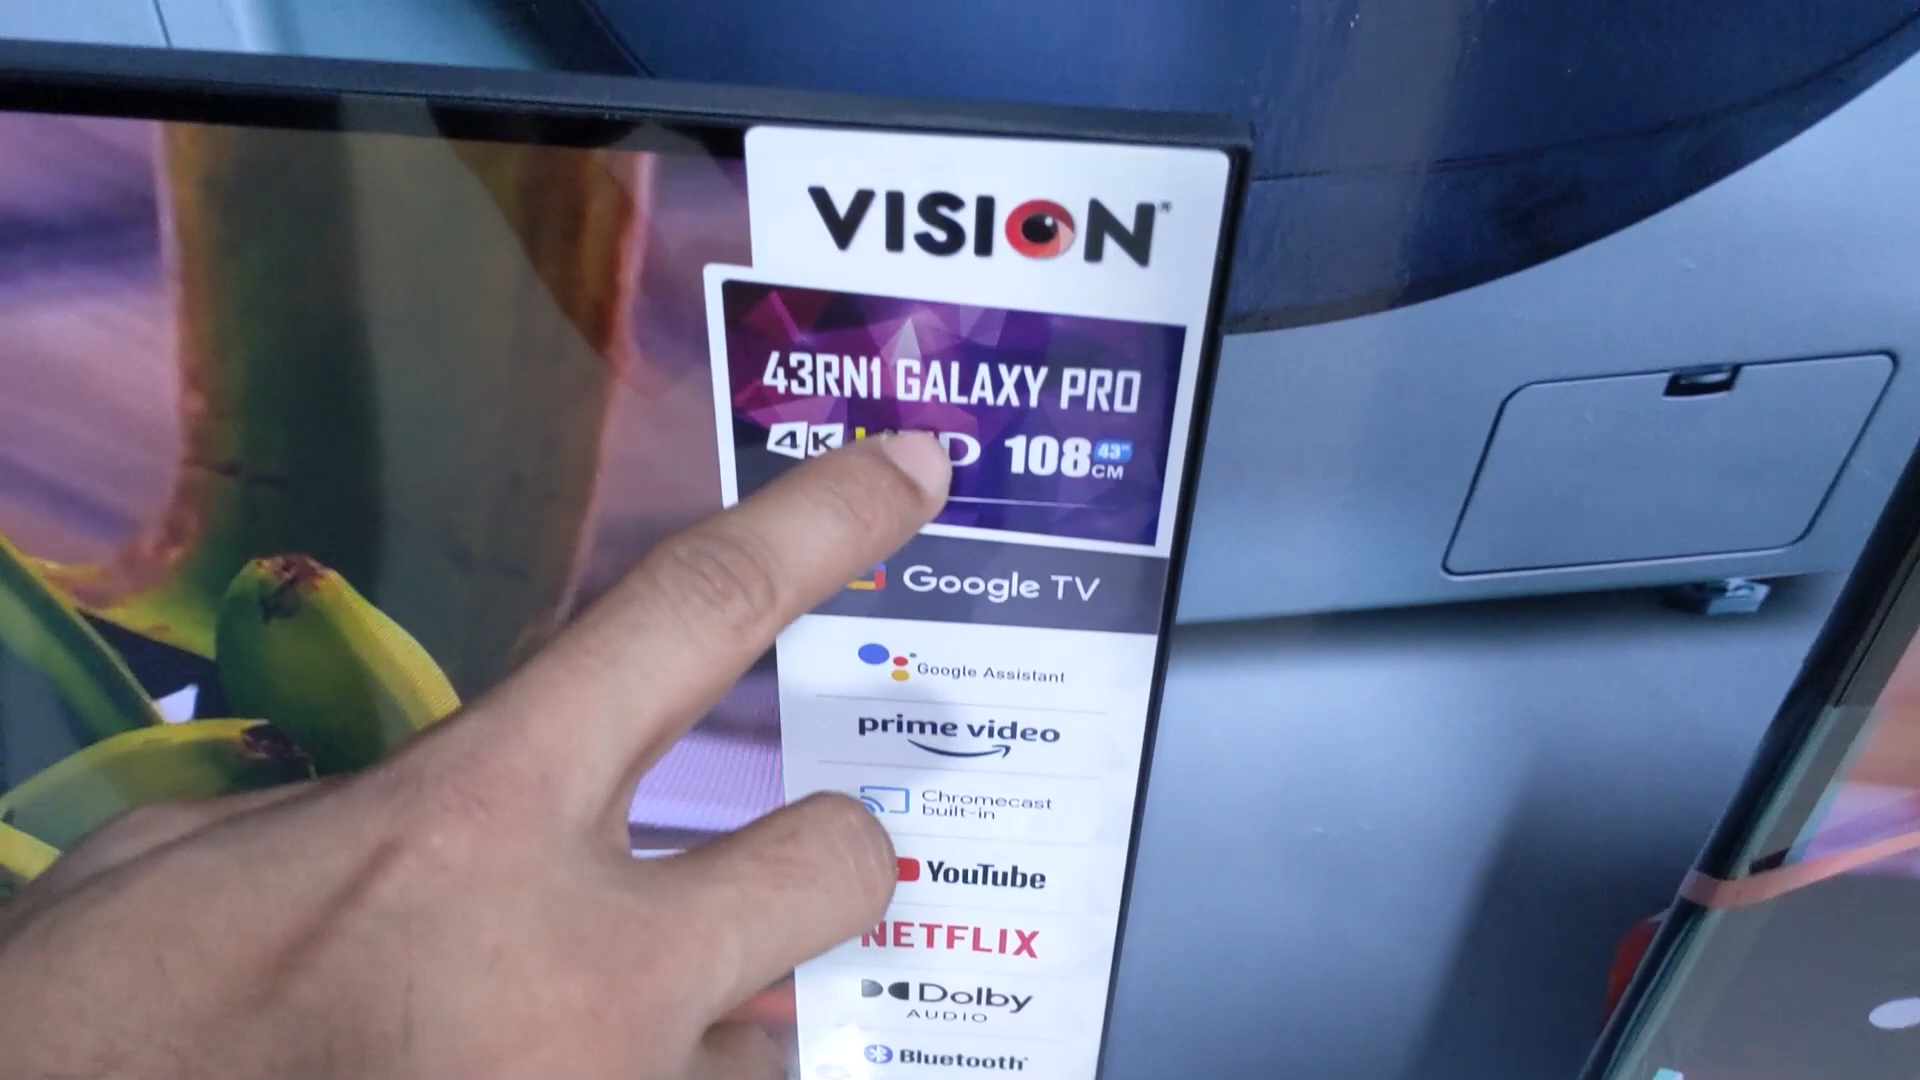 VISION®
43RN1 GALAXY PRO
4K 108 CM 43"
Google TV
Google Assistant
prime video
Chromecast
built-in
YouTube
NETFLIX
Dolby
AUDIO
Bluetooth®